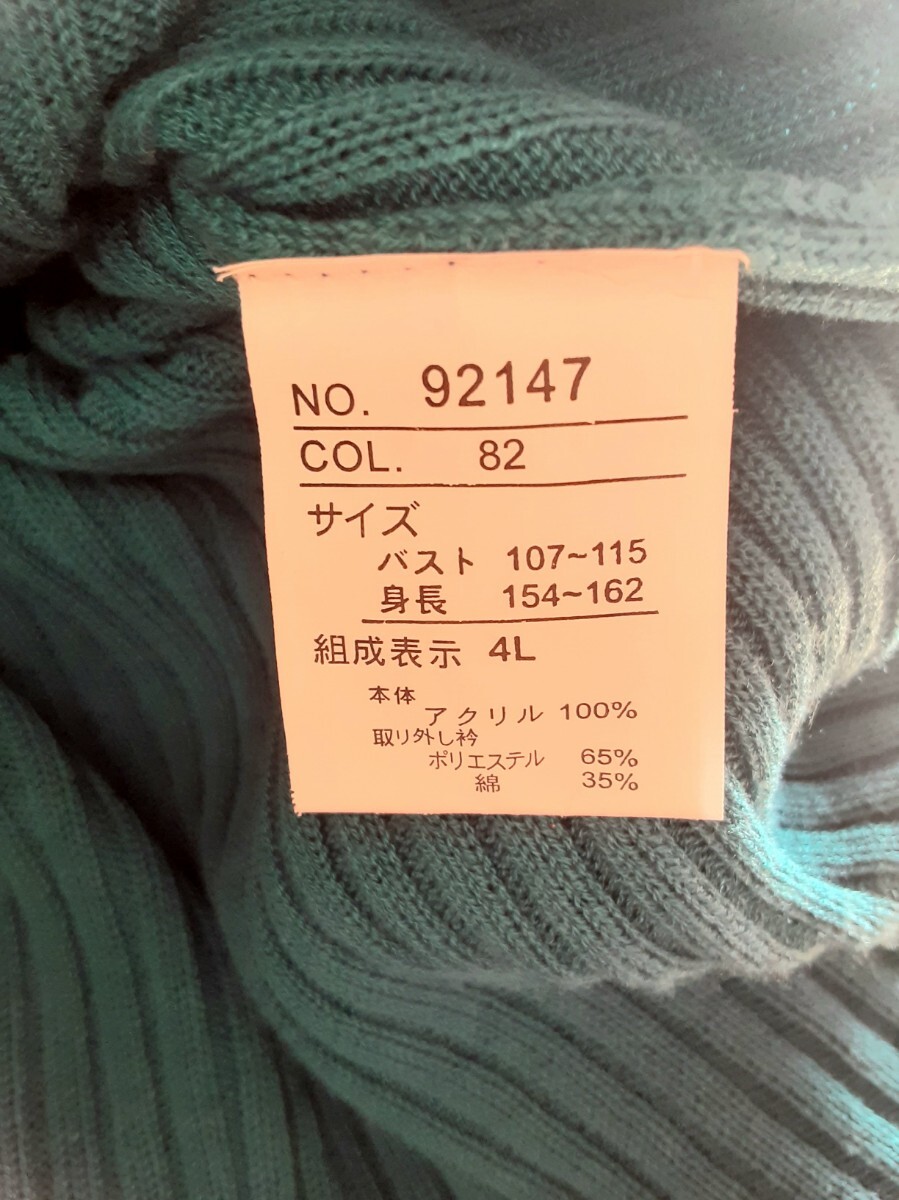 NO. 92147
COL. 82
サイズ
バスト 107~115
身長 154~162
組成表示 4L
本体
アクリル 100%
取り外し衿
ポリエステル 65%
綿 35%